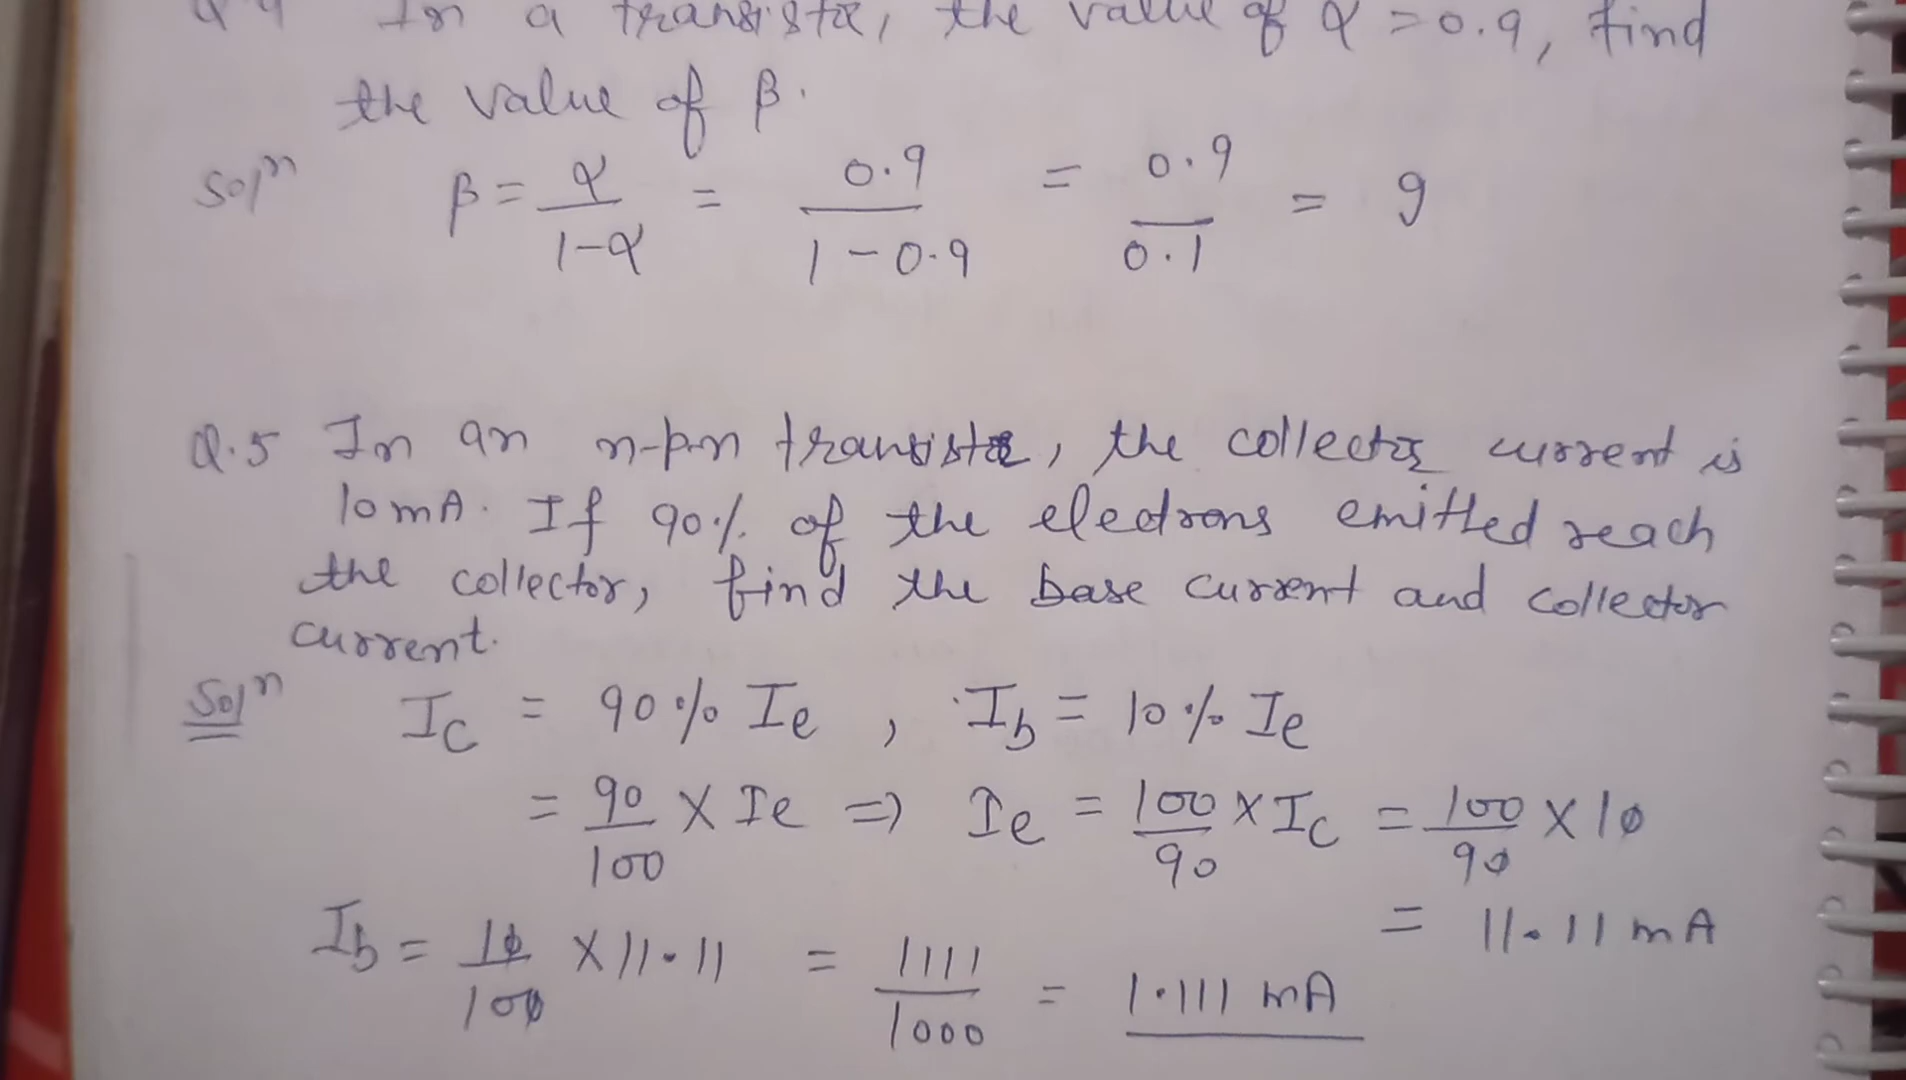 Q.4 In a transistor, the value of α = 0.9, find
the value of β.
Solⁿ β = α/1-α = 0.9/1-0.9 = 0.9/0.1 = 9
Q.5 In an n-p-n transistor, the collector current is
10mA. If 90% of the electrons emitted reach
the collector, find the base current and collector
current.
Solⁿ Ic = 90% Ie, Ib = 10% Ie
= 90/100 × Ie => Ie = 100/90 × Ic = 100/90 × 10
= 11.11 mA
Ib = 10/100 × 11.11 = 1111/1000 = 1.111 mA